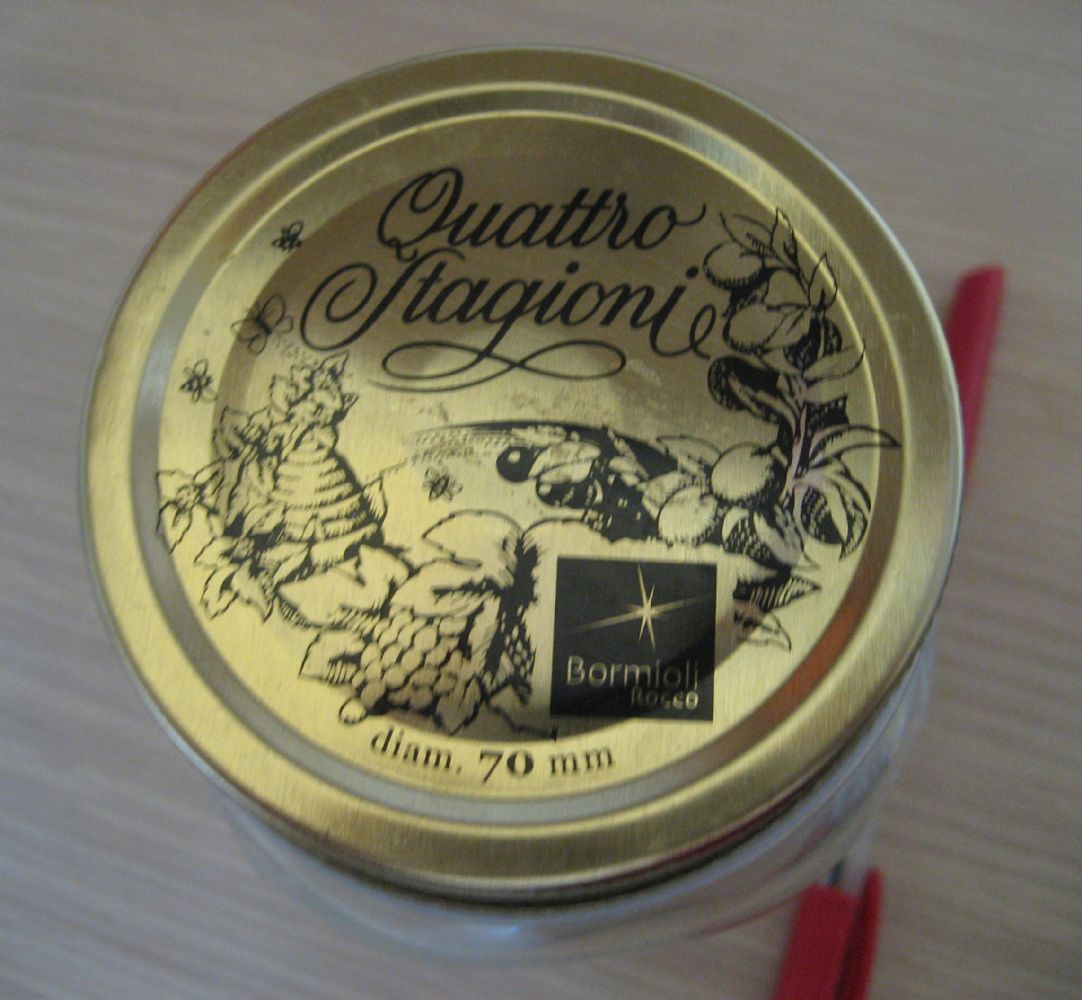 Quattro
Stagioni
Bormioli
Rocco
diam. 70 mm